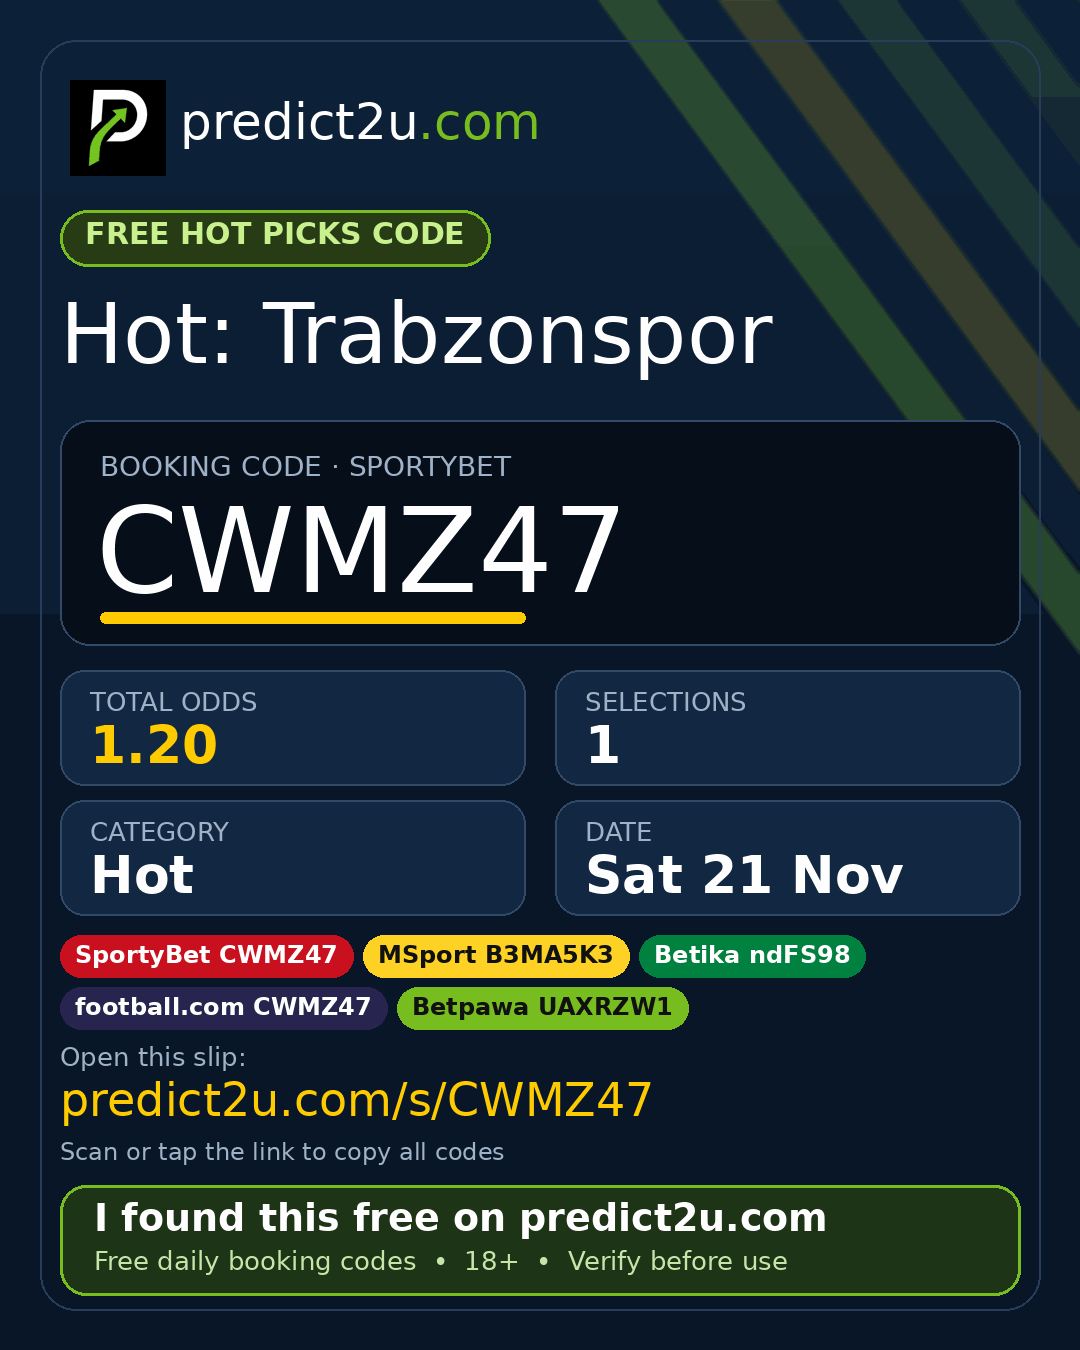 predict2u.com
FREE HOT PICKS CODE
Hot: Trabzonspor
BOOKING CODE · SPORTYBET
CWMZ47
TOTAL ODDS
1.20
SELECTIONS
1
CATEGORY
Hot
DATE
Sat 21 Nov
SportyBet CWMZ47
MSport B3MA5K3
Betika ndFS98
football.com CWMZ47
Betpawa UAXRZW1
Open this slip:
predict2u.com/s/CWMZ47
Scan or tap the link to copy all codes
I found this free on predict2u.com
Free daily booking codes • 18+ • Verify before use